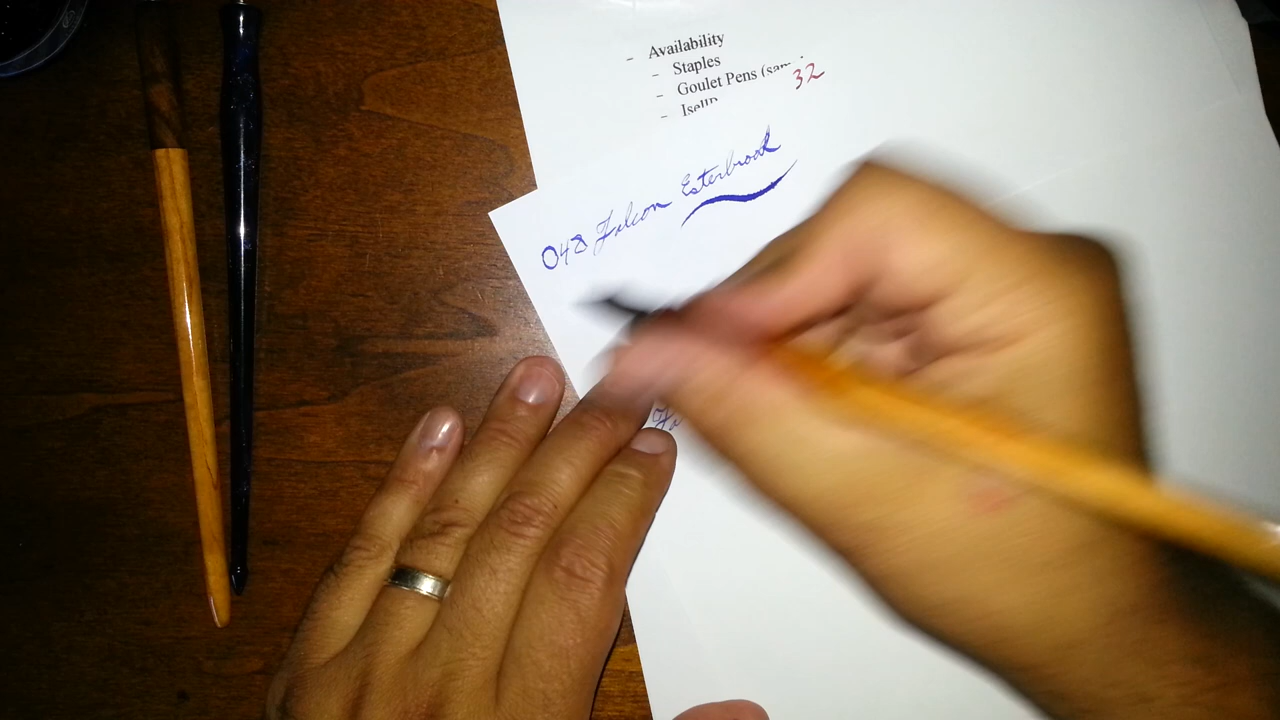 - Availability
- Staples
- Goulet Pens
32
048 Falcon Esterbrook